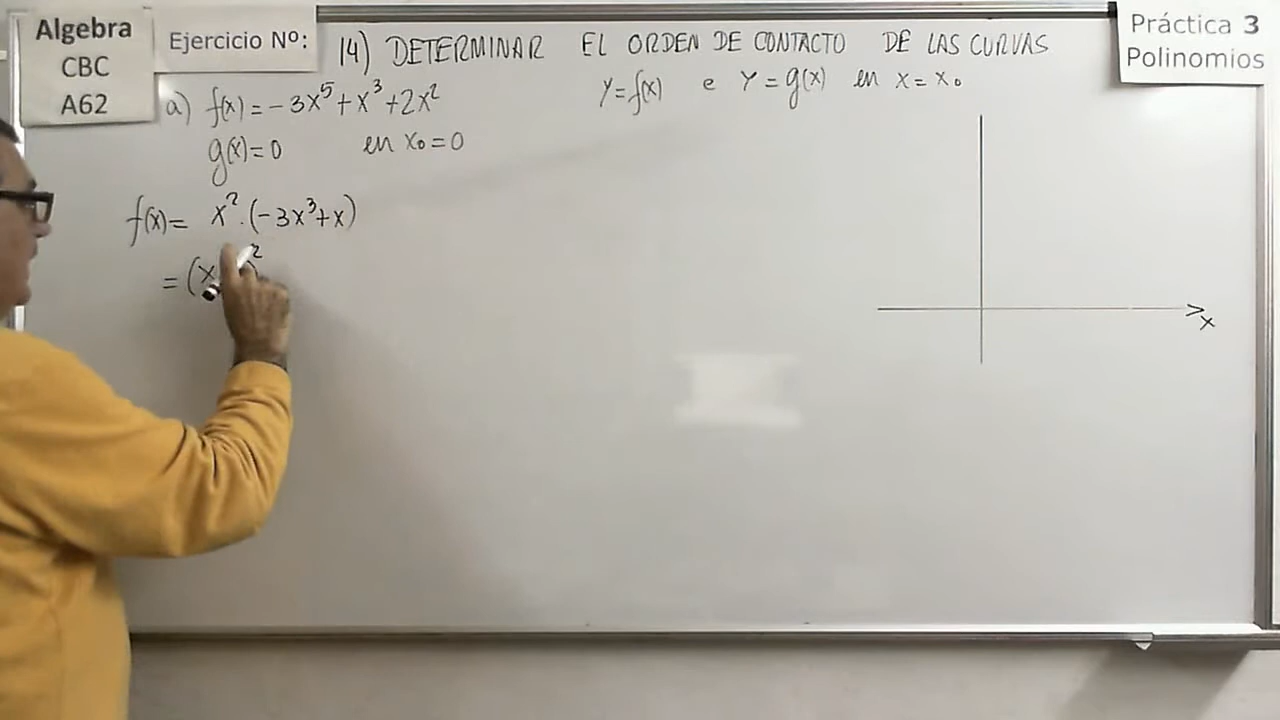 Algebra
CBC
A62
Ejercicio Nº:
14) DETERMINAR EL ORDEN DE CONTACTO DE LAS CURVAS
y=f(x) e y=g(x) en x=x₀
Práctica 3
Polinomios
a) f(x)=-3x⁵+x³+2x²
g(x)=0 en x₀=0
f(x)= x².(-3x³+x)
=(x )²
x